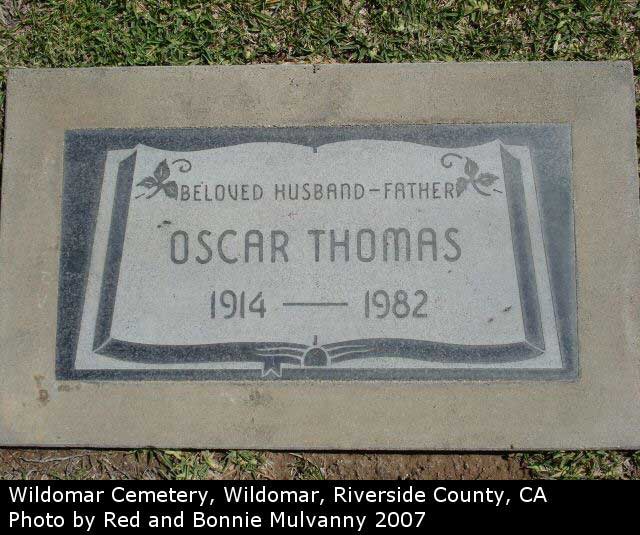 BELOVED HUSBAND-FATHER
OSCAR THOMAS
1914 — 1982
Wildomar Cemetery, Wildomar, Riverside County, CA
Photo by Red and Bonnie Mulvanny 2007